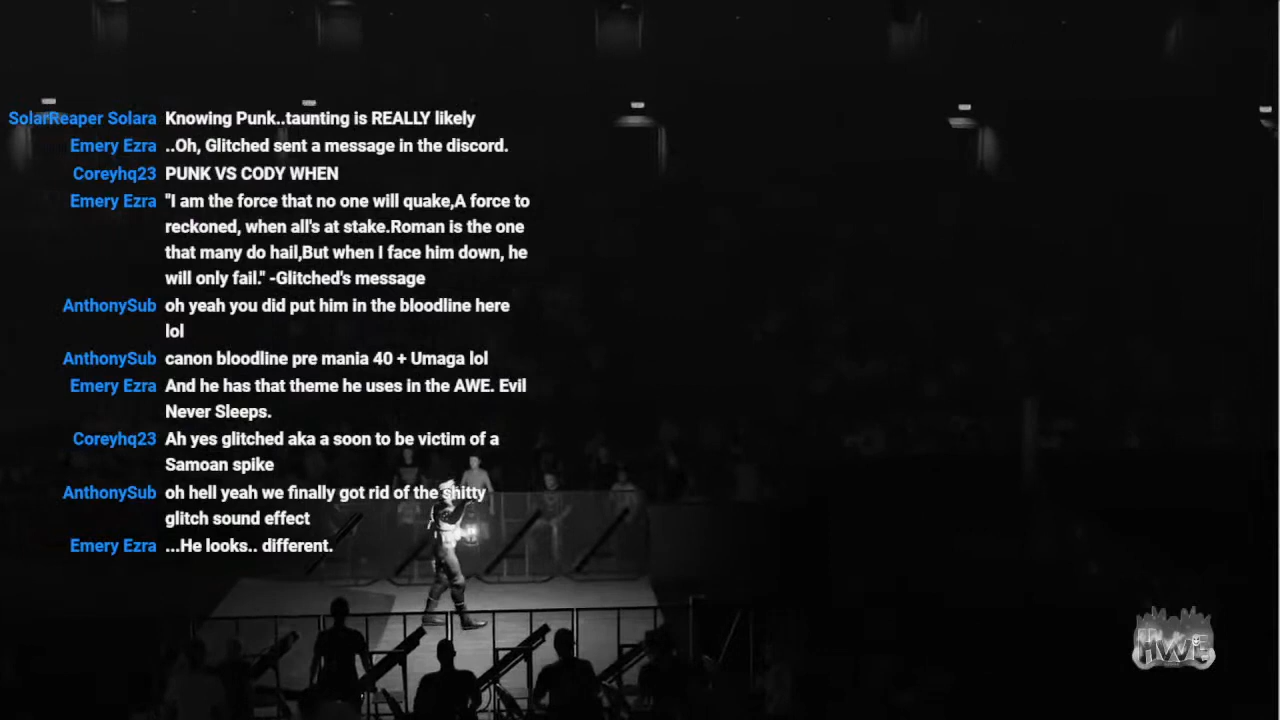 SolarReaper Solara Knowing Punk..taunting is REALLY likely
Emery Ezra ..Oh, Glitched sent a message in the discord.
Coreyhq23 PUNK VS CODY WHEN
Emery Ezra "I am the force that no one will quake,A force to
reckoned, when all's at stake.Roman is the one
that many do hail,But when I face him down, he
will only fail." -Glitched's message
AnthonySub oh yeah you did put him in the bloodline here
lol
AnthonySub canon bloodline pre mania 40 + Umaga lol
Emery Ezra And he has that theme he uses in the AWE. Evil
Never Sleeps.
Coreyhq23 Ah yes glitched aka a soon to be victim of a
Samoan spike
AnthonySub oh hell yeah we finally got rid of the shitty
glitch sound effect
Emery Ezra ...He looks.. different.
HWE